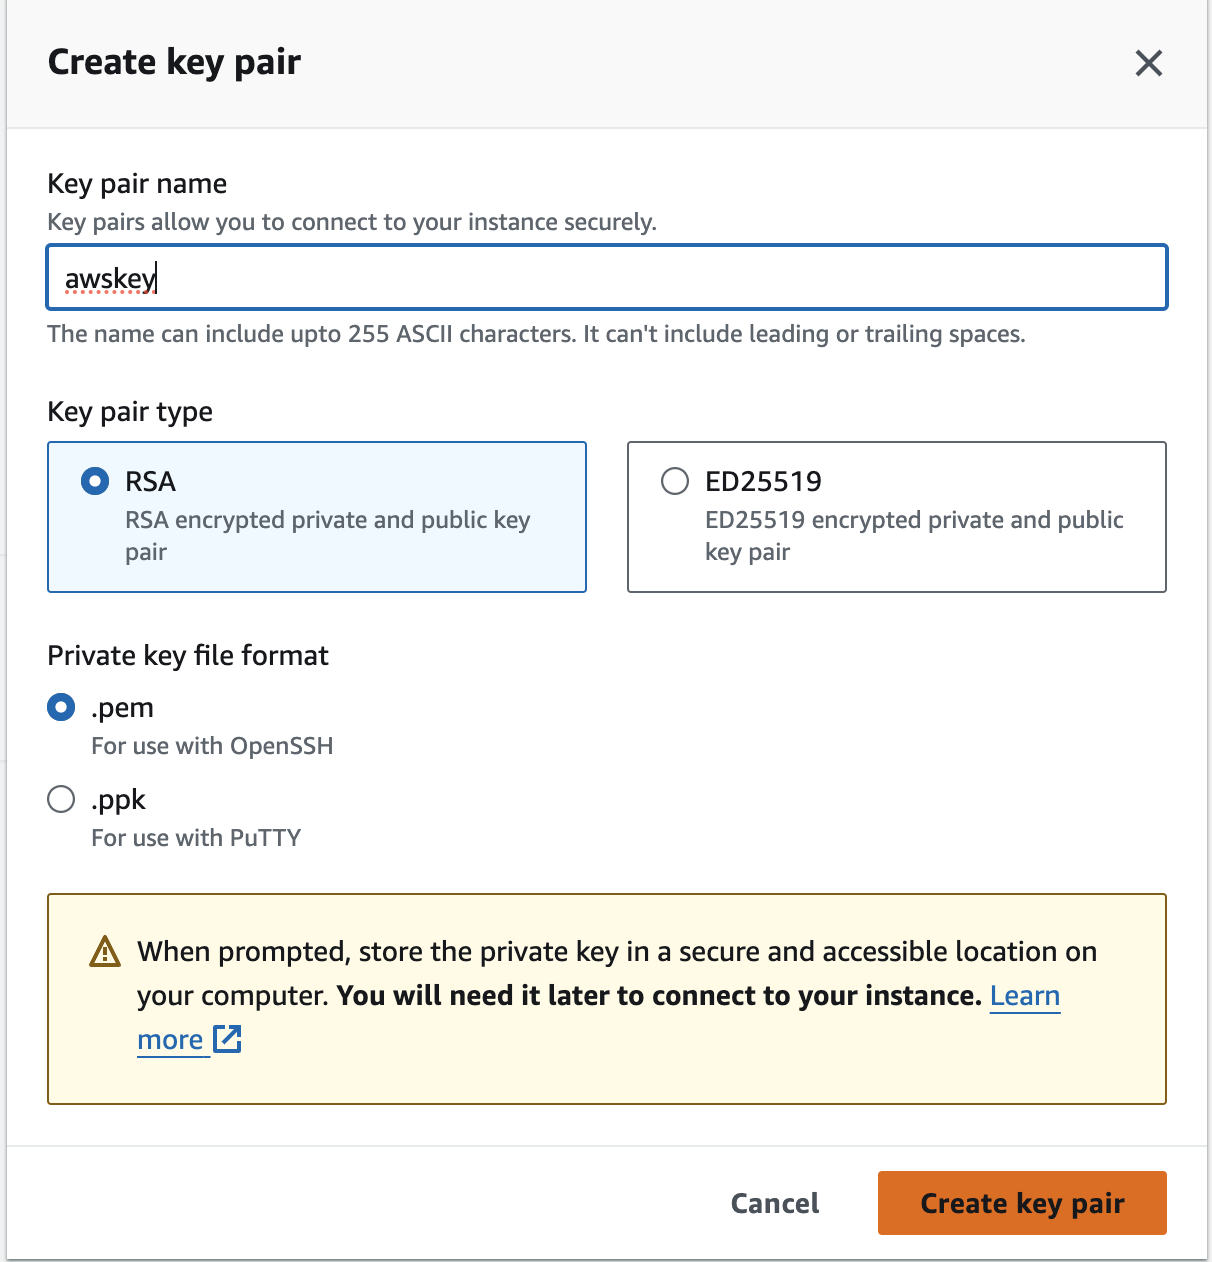 Create key pair
Key pair name
Key pairs allow you to connect to your instance securely.
awskey
The name can include upto 255 ASCII characters. It can't include leading or trailing spaces.
Key pair type
RSA
RSA encrypted private and public key
pair
ED25519
ED25519 encrypted private and public
key pair
Private key file format
.pem
For use with OpenSSH
.ppk
For use with PuTTY
When prompted, store the private key in a secure and accessible location on
your computer. You will need it later to connect to your instance. Learn
more
Cancel
Create key pair